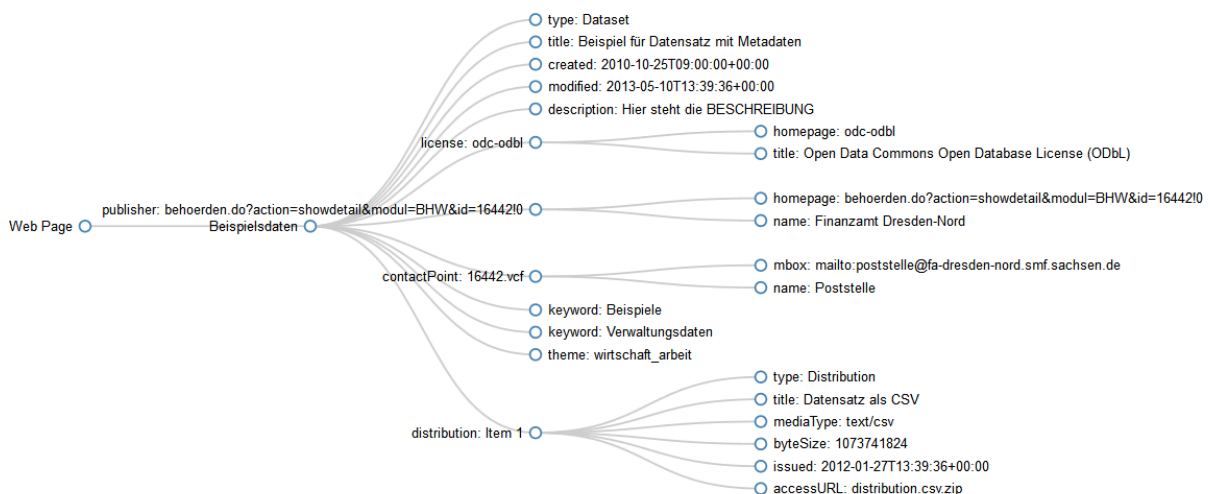 type: Dataset
title: Beispiel für Datensatz mit Metadaten
created: 2010-10-25T09:00:00+00:00
modified: 2013-05-10T13:39:36+00:00
description: Hier steht die BESCHREIBUNG
license: odc-odbl
homepage: odc-odbl
title: Open Data Commons Open Database License (ODbL)
publisher: behoerden.do?action=showdetail&modul=BHW&id=16442!0
homepage: behoerden.do?action=showdetail&modul=BHW&id=16442!0
name: Finanzamt Dresden-Nord
Web Page
Beispielsdaten
contactPoint: 16442.vcf
mbox: mailto:poststelle@fa-dresden-nord.smf.sachsen.de
name: Poststelle
keyword: Beispiele
keyword: Verwaltungsdaten
theme: wirtschaft_arbeit
distribution: Item 1
type: Distribution
title: Datensatz als CSV
mediaType: text/csv
byteSize: 1073741824
issued: 2012-01-27T13:39:36+00:00
accessURL: distribution.csv.zip